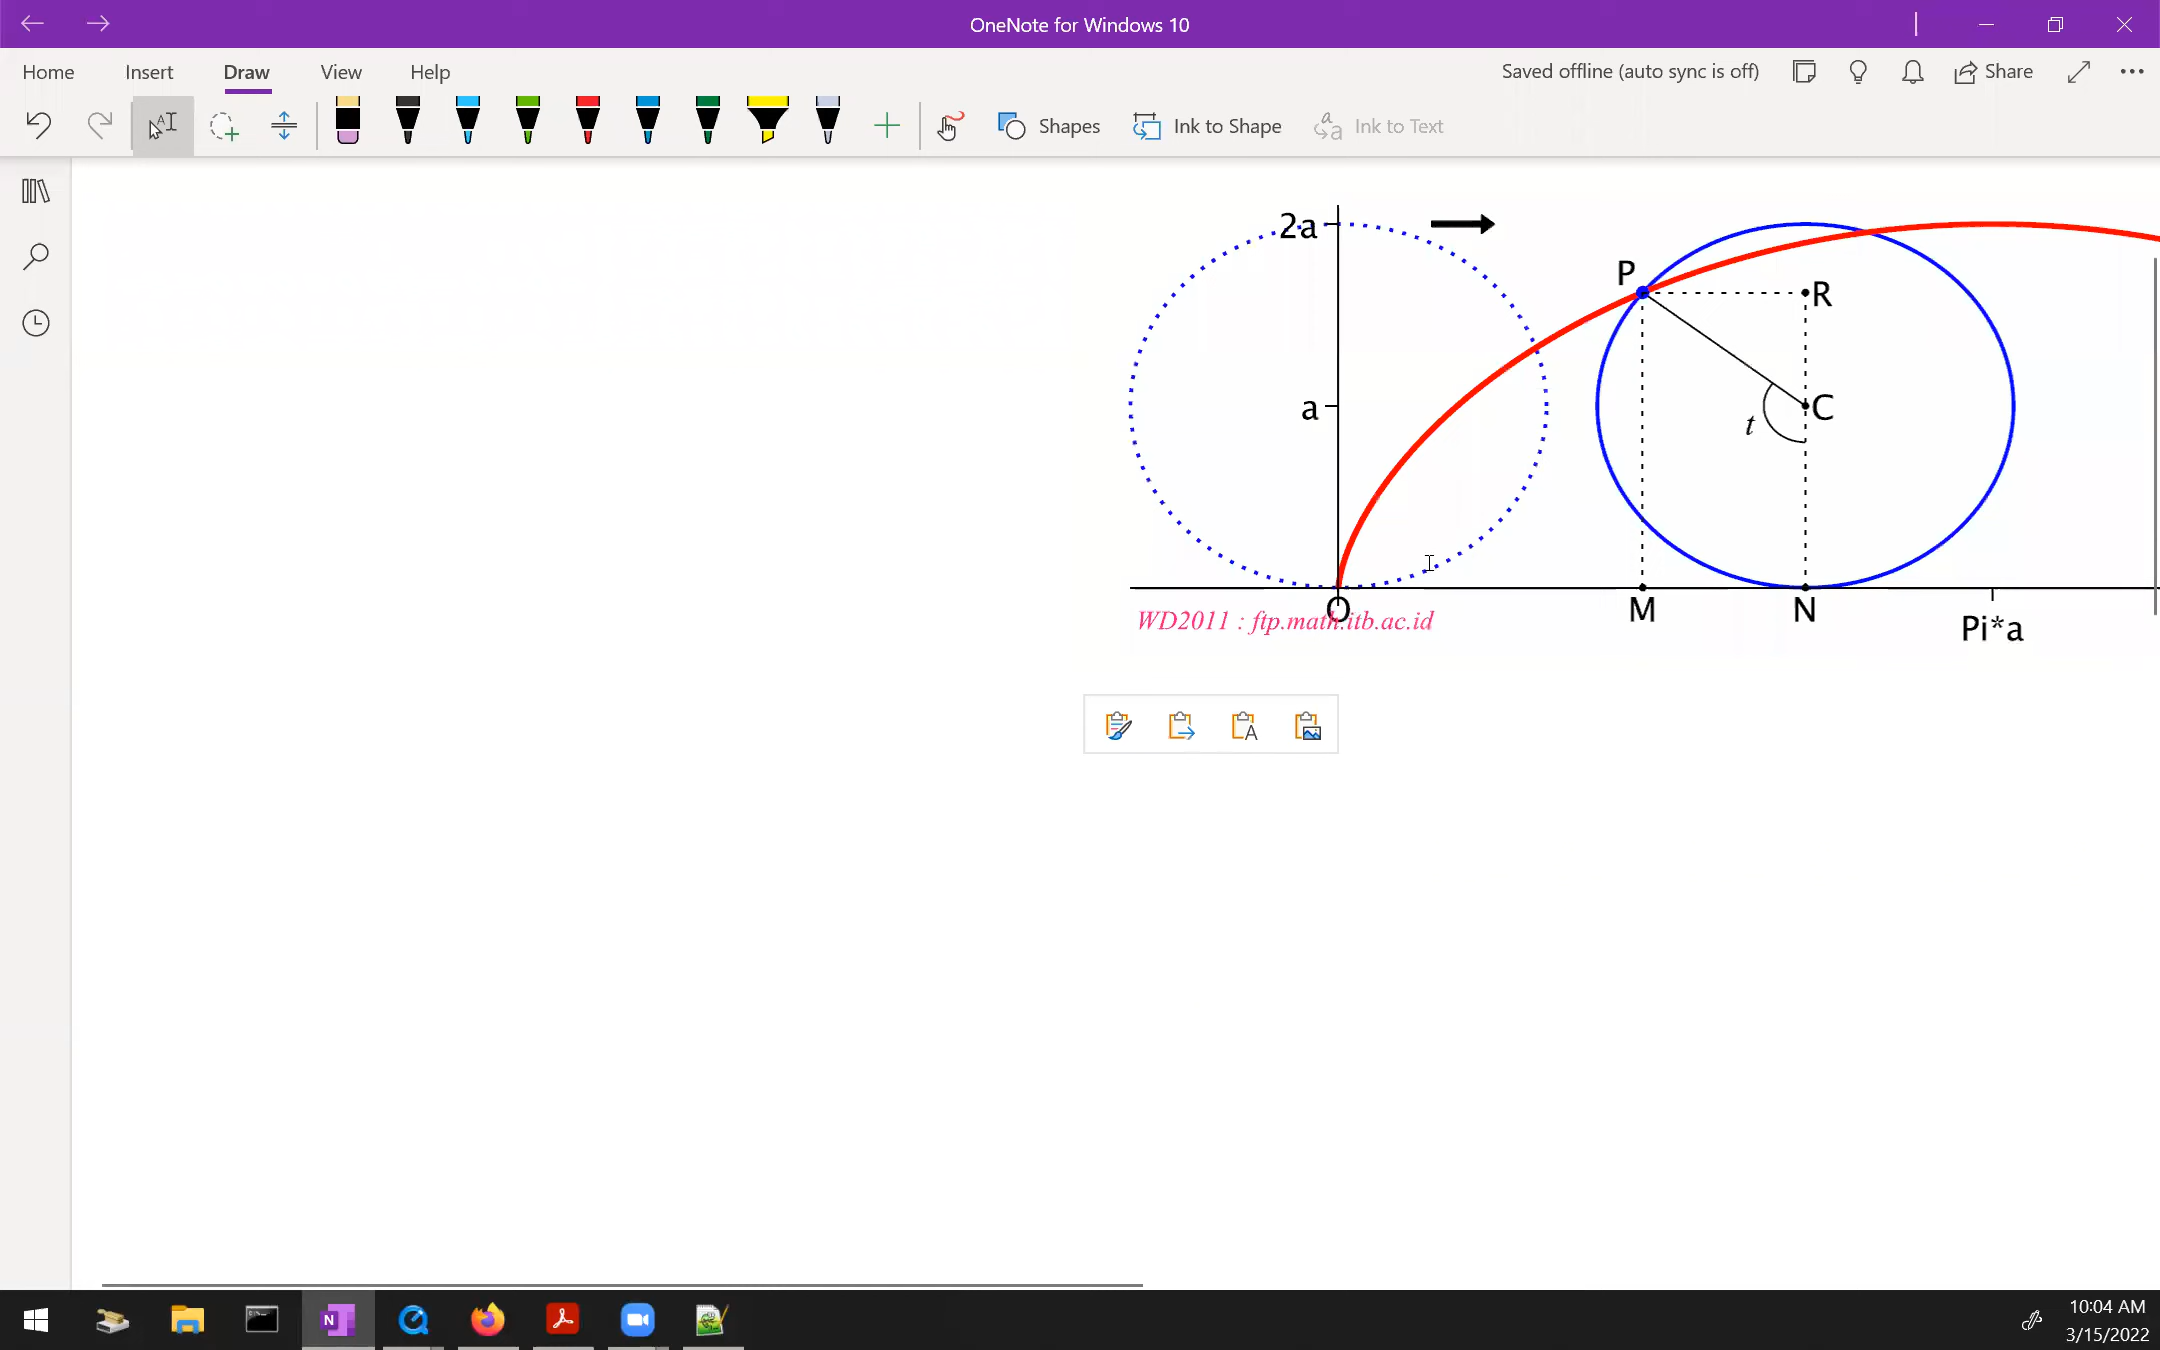 OneNote for Windows 10
Home Insert Draw View Help
Saved offline (auto sync is off)
Share
Shapes
Ink to Shape
Ink to Text
2a
P
R
a
C
t
O
M
N
WD2011 : ftp.math.itb.ac.id
Pi*a
10:04 AM
3/15/2022